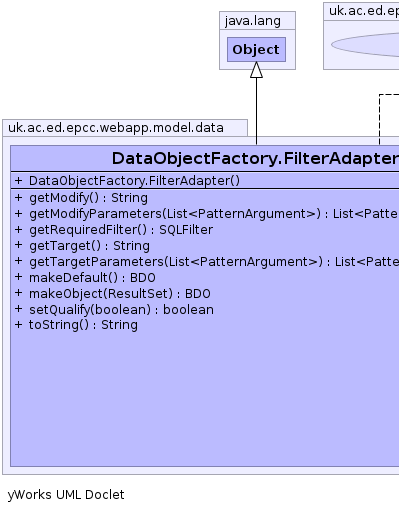 java.lang
uk.ac.ed.ep
Object
uk.ac.ed.epcc.webapp.model.data
DataObjectFactory.FilterAdapter
+ DataObjectFactory.FilterAdapter()
+ getModify() : String
+ getModifyParameters(List<PatternArgument>) : List<Patte
+ getRequiredFilter() : SQLFilter
+ getTarget() : String
+ getTargetParameters(List<PatternArgument>) : List<Patte
+ makeDefault() : BDO
+ makeObject(ResultSet) : BDO
+ setQualify(boolean) : boolean
+ toString() : String
yWorks UML Doclet